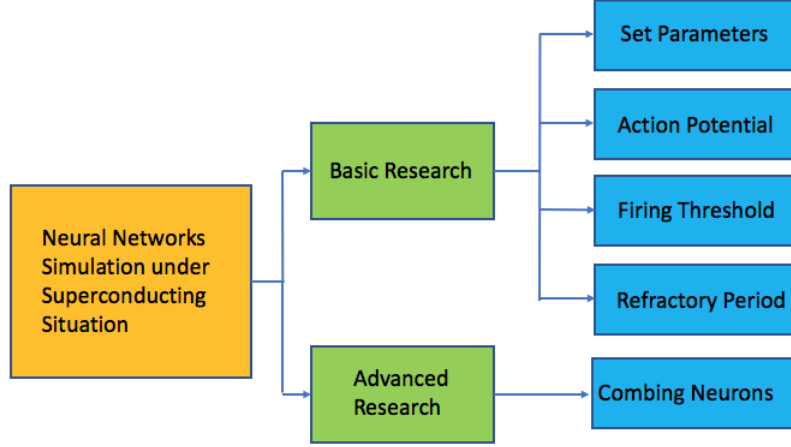 Neural Networks
Simulation under
Superconducting
Situation
Basic Research
Advanced
Research
Set Parameters
Action Potential
Firing Threshold
Refractory Period
Combing Neurons